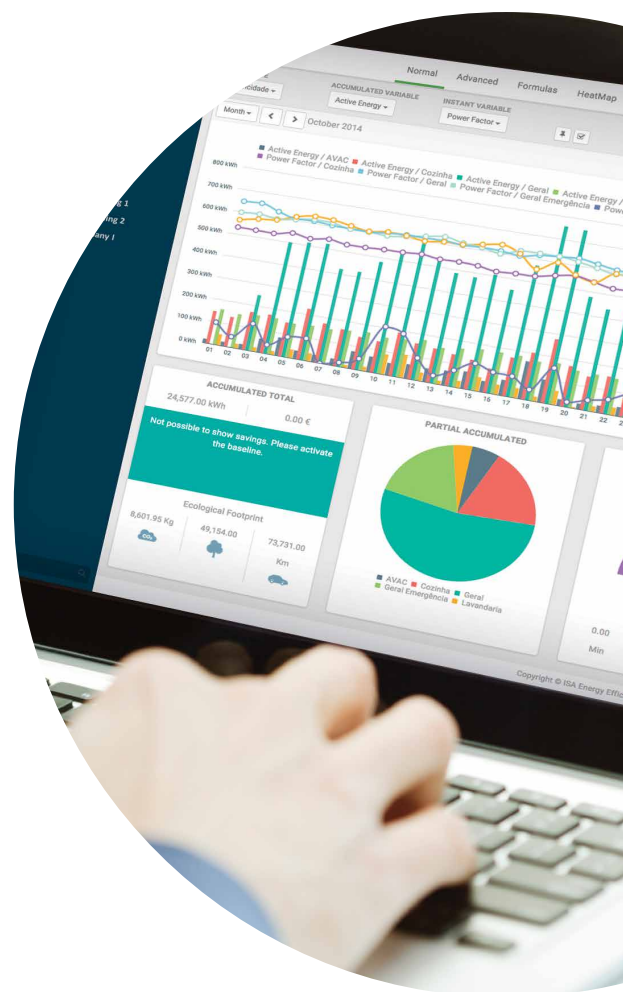 Normal Advanced Formulas HeatMap
ACCUMULATED VARIABLE INSTANT VARIABLE
Active Energy Power Factor
Month < > October 2014
Active Energy / AVAC Active Energy / Cozinha Active Energy / Geral Active Energy /
Power Factor / Cozinha Power Factor / Geral Power Factor / Geral Emergência
800 kWh
700 kWh
600 kWh
500 kWh
400 kWh
300 kWh
200 kWh
100 kWh
0 kWh
01 02 03 04 05 06 07 08 09 10 11 12 13 14 15 16 17 18 19 20 21 22
ACCUMULATED TOTAL
24,577.00 kWh 0.00 €
Not possible to show savings. Please activate
the baseline.
Ecological Footprint
8,601.95 Kg 49,154.00 73,731.00
Km
CO₂
PARTIAL ACCUMULATED
AVAC Cozinha Geral
Geral Emergência Lavandaria
0.00
Min
Copyright © ISA Energy